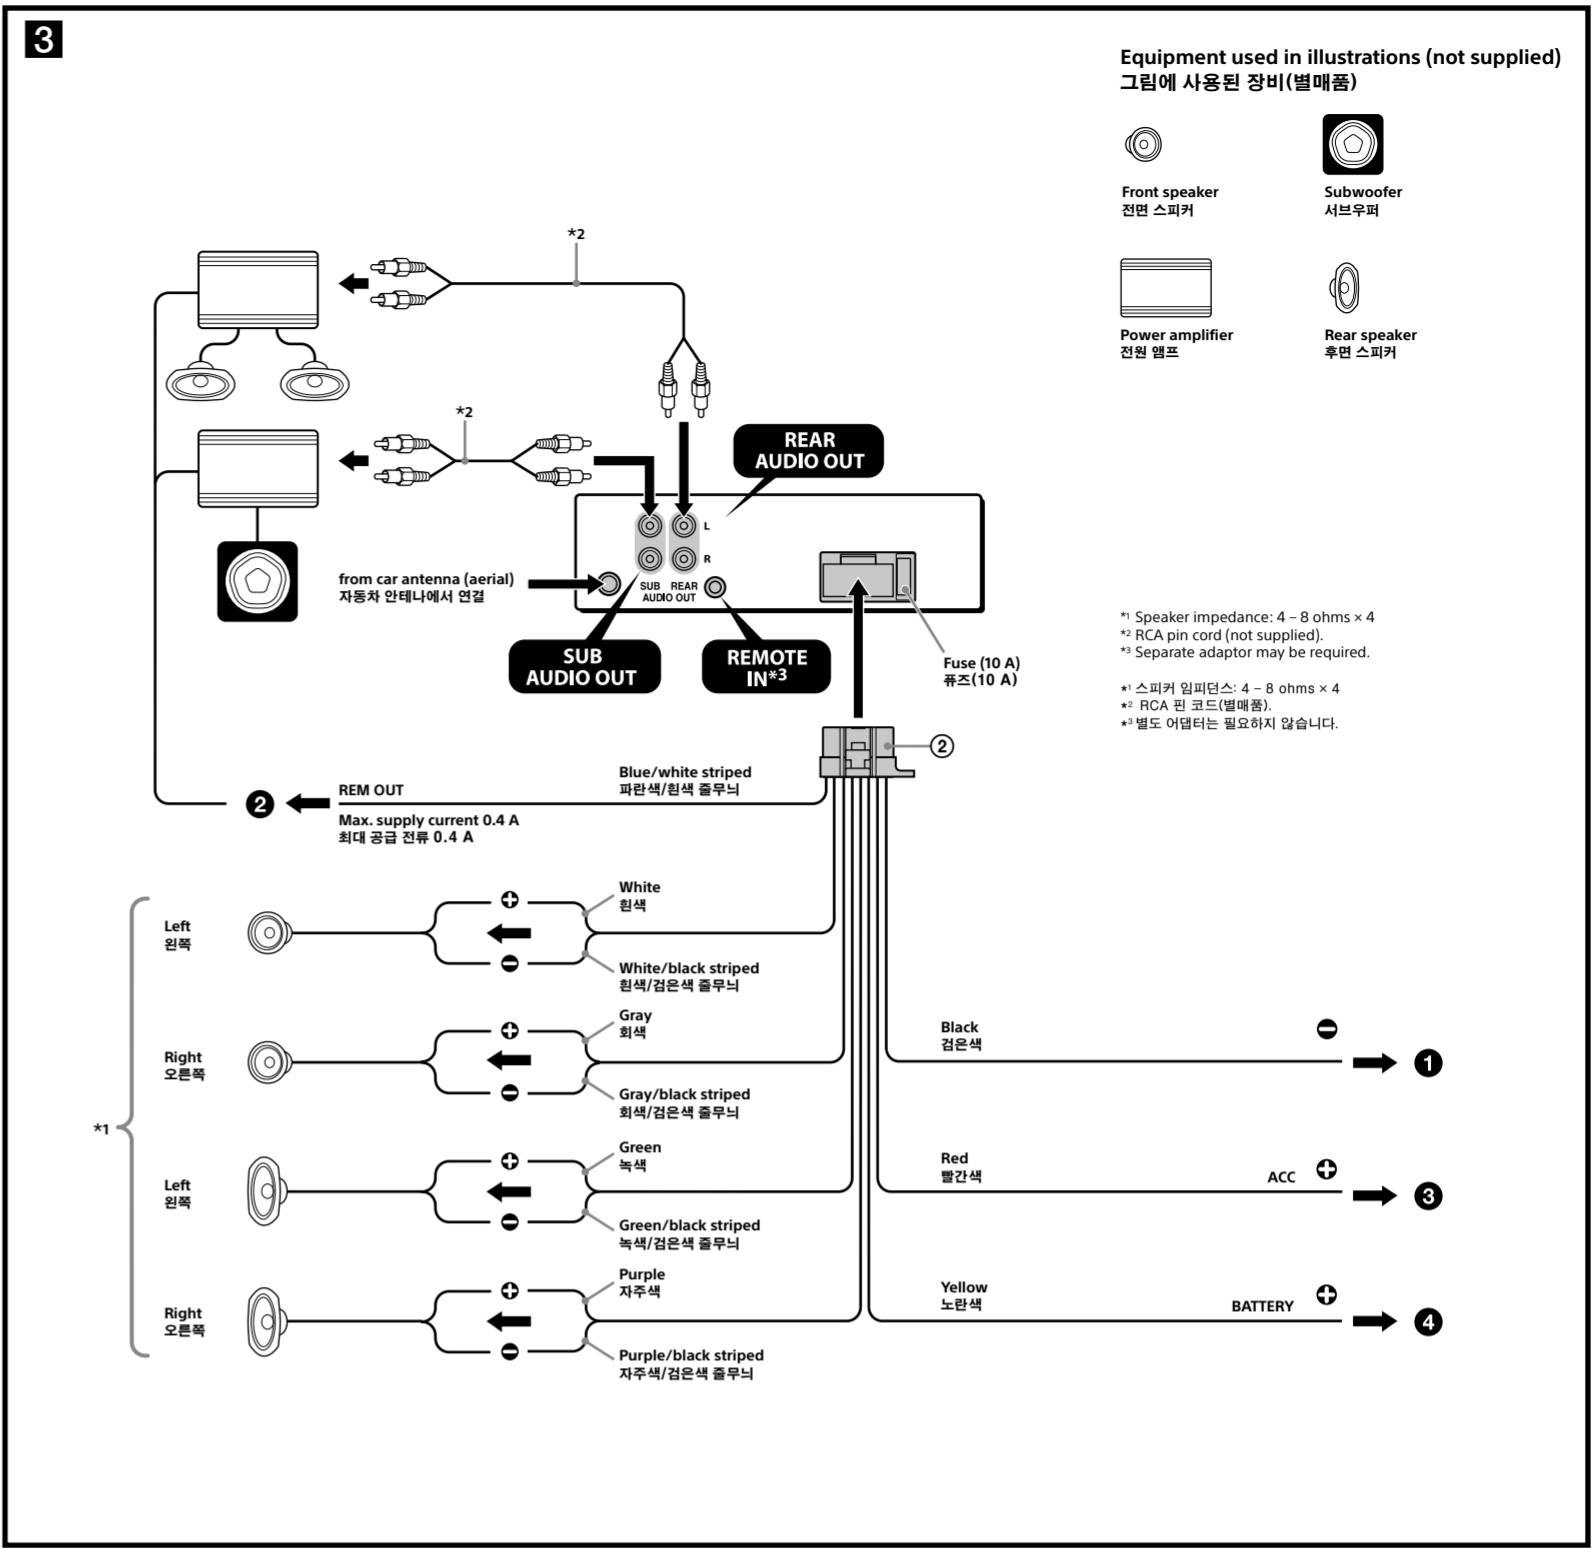 3
Equipment used in illustrations (not supplied)
그림에 사용된 장비(별매품)
Front speaker
전면 스피커
Subwoofer
서브우퍼
Power amplifier
전원 앰프
Rear speaker
후면 스피커
*2
*2
REAR
AUDIO OUT
L
R
from car antenna (aerial)
자동차 안테나에서 연결
SUB REAR
AUDIO OUT
SUB
AUDIO OUT
REMOTE
IN*3
Fuse (10 A)
퓨즈(10 A)
*1 Speaker impedance: 4 – 8 ohms × 4
*2 RCA pin cord (not supplied).
*3 Separate adaptor may be required.
*1 스피커 임피던스: 4 – 8 ohms × 4
*2 RCA 핀 코드(별매품).
*3 별도 어댑터는 필요하지 않습니다.
②
Blue/white striped
파란색/흰색 줄무늬
❷
REM OUT
Max. supply current 0.4 A
최대 공급 전류 0.4 A
*1
Left
왼쪽
+
−
White
흰색
White/black striped
흰색/검은색 줄무늬
Right
오른쪽
+
−
Gray
회색
Gray/black striped
회색/검은색 줄무늬
Left
왼쪽
+
−
Green
녹색
Green/black striped
녹색/검은색 줄무늬
Right
오른쪽
+
−
Purple
자주색
Purple/black striped
자주색/검은색 줄무늬
Black
검은색
−
❶
Red
빨간색
ACC
+
❸
Yellow
노란색
BATTERY
+
❹